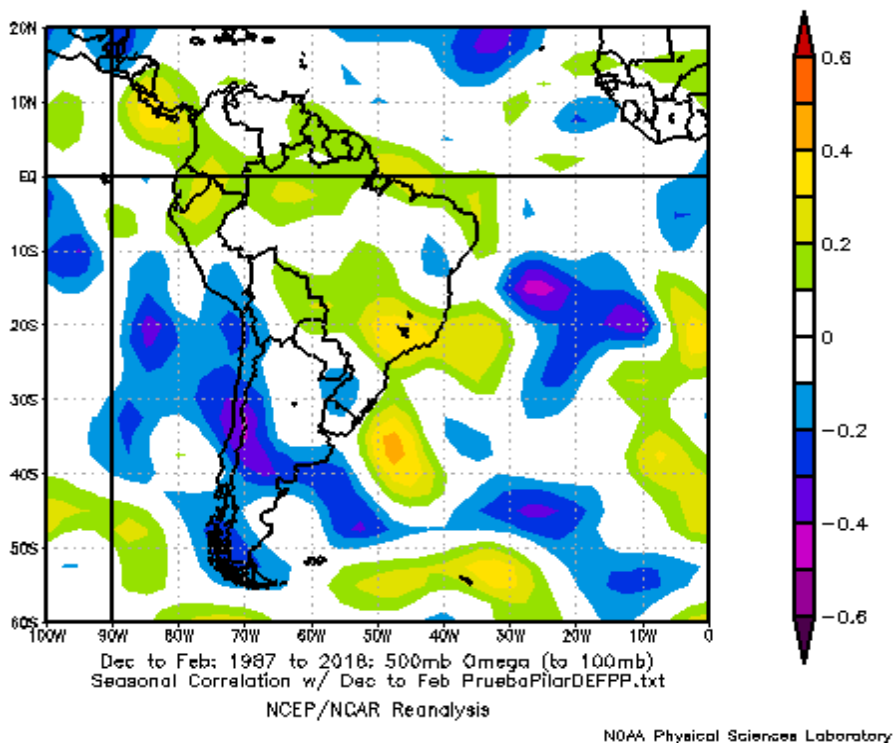 20N
10N
EQ
10S
20S
30S
40S
50S
60S
100W 90W 80W 70W 60W 50W 40W 30W 20W 10W 0
0.6
0.4
0.2
0
−0.2
−0.4
−0.6
Dec to Feb: 1987 to 2018: 500mb Omega (to 100mb)
Seasonal Correlation w/ Dec to Feb PruebaPilarDEFPP.txt
NCEP/NCAR Reanalysis
NOAA Physical Sciences Laboratory